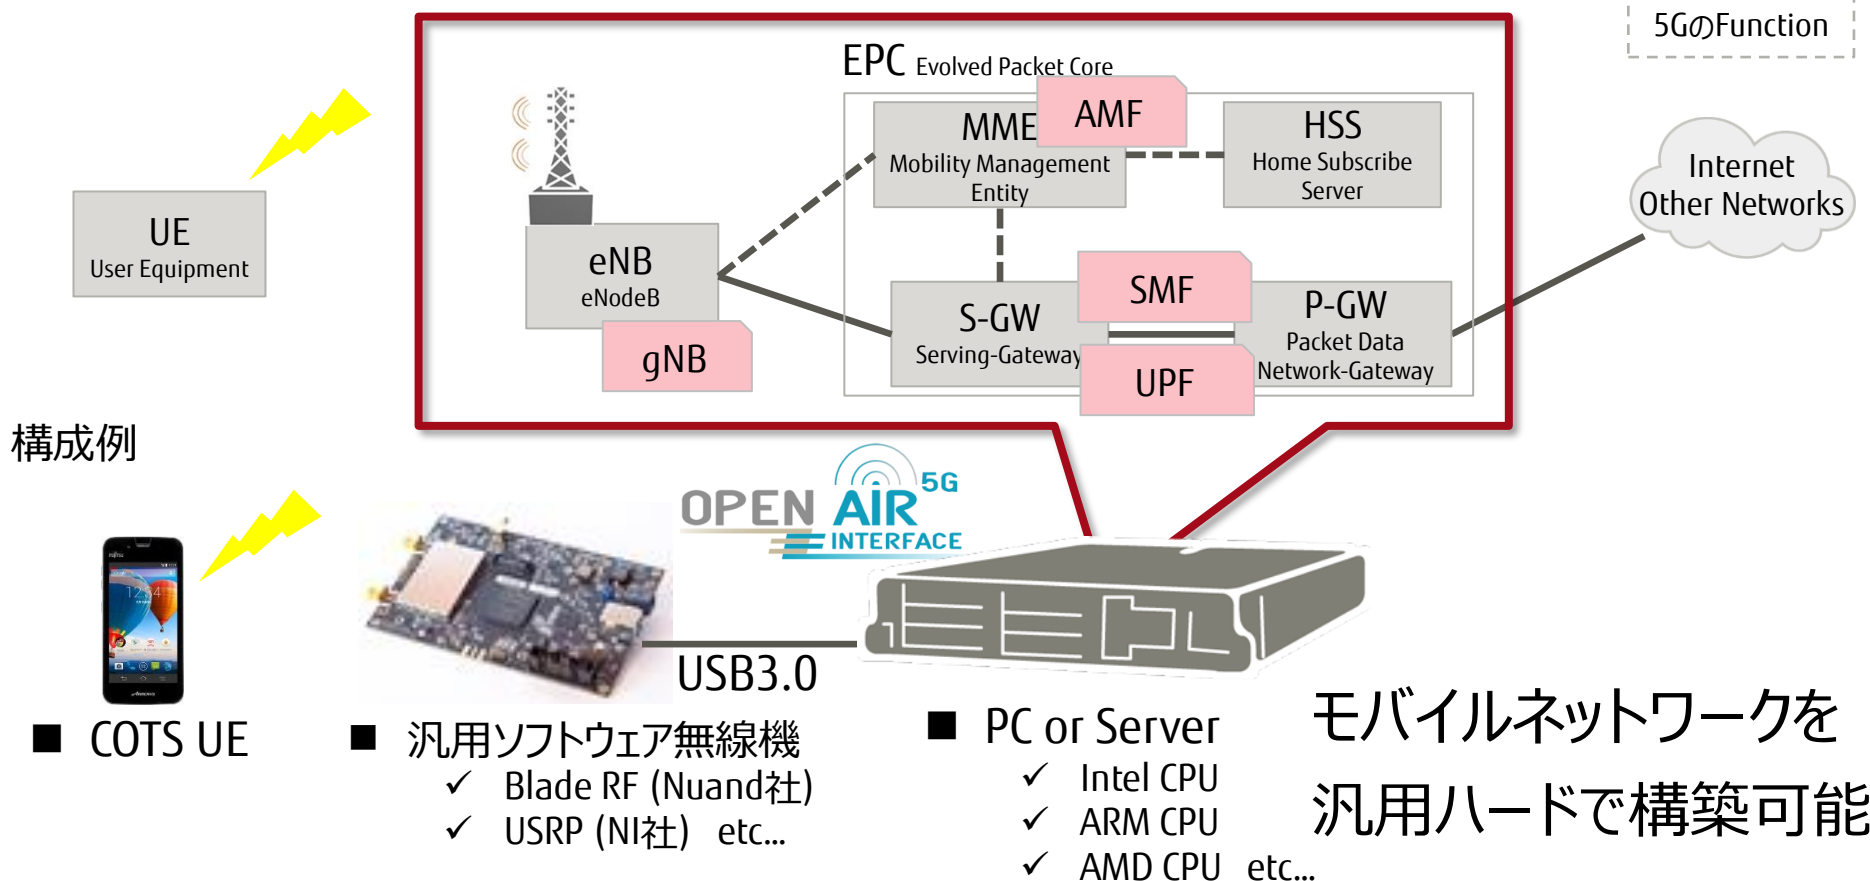 5GのFunction
EPC Evolved Packet Core
AMF
MME
Mobility Management
Entity
HSS
Home Subscribe
Server
Internet
Other Networks
UE
User Equipment
eNB
eNodeB
gNB
SMF
S-GW
Serving-Gateway
P-GW
Packet Data
Network-Gateway
UPF
構成例
OPEN AIR 5G
INTERFACE
USB3.0
■ COTS UE
■ 汎用ソフトウェア無線機
✓ Blade RF (Nuand社)
✓ USRP (NI社) etc...
■ PC or Server
✓ Intel CPU
✓ ARM CPU
✓ AMD CPU etc...
モバイルネットワークを
汎用ハードで構築可能